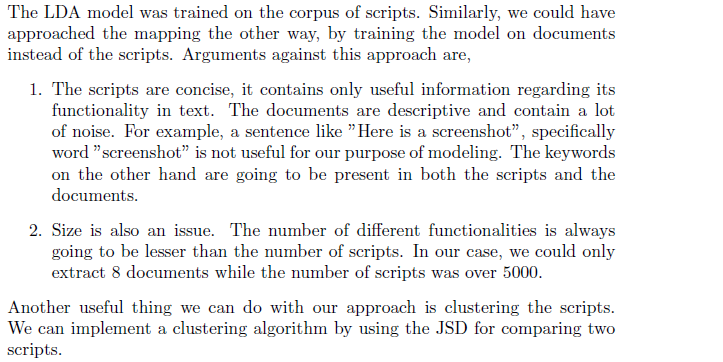 The LDA model was trained on the corpus of scripts. Similarly, we could have
approached the mapping the other way, by training the model on documents
instead of the scripts. Arguments against this approach are,
1. The scripts are concise, it contains only useful information regarding its
functionality in text. The documents are descriptive and contain a lot
of noise. For example, a sentence like ”Here is a screenshot”, specifically
word ”screenshot” is not useful for our purpose of modeling. The keywords
on the other hand are going to be present in both the scripts and the
documents.
2. Size is also an issue. The number of different functionalities is always
going to be lesser than the number of scripts. In our case, we could only
extract 8 documents while the number of scripts was over 5000.
Another useful thing we can do with our approach is clustering the scripts.
We can implement a clustering algorithm by using the JSD for comparing two
scripts.